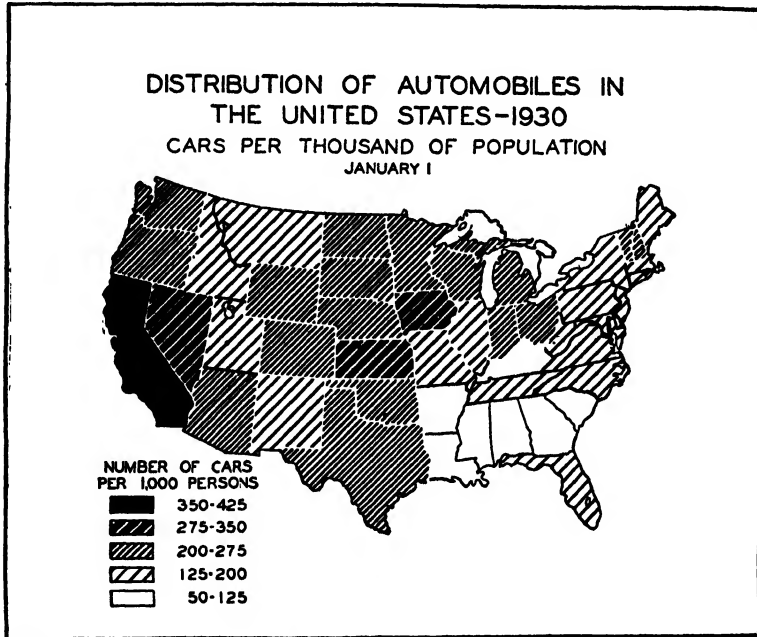 DISTRIBUTION OF AUTOMOBILES IN
THE UNITED STATES-1930
CARS PER THOUSAND OF POPULATION
JANUARY 1
NUMBER OF CARS
PER 1,000 PERSONS
350-425
275-350
200-275
125-200
50-125